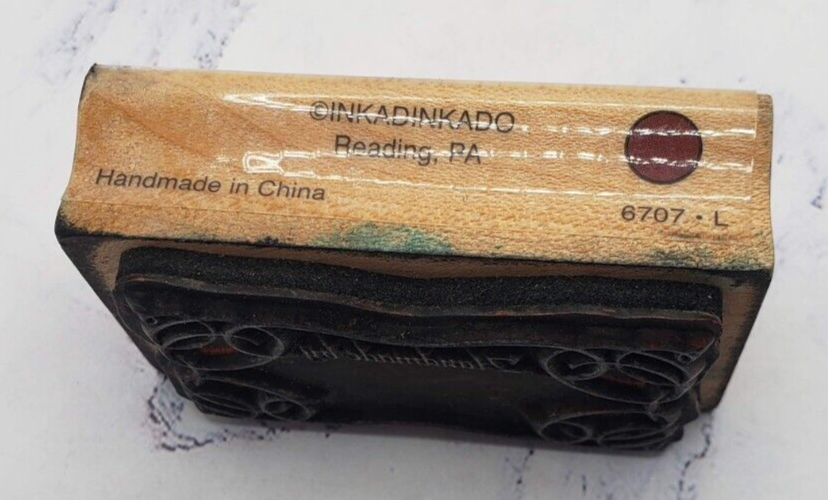 ©INKADINKADO
Reading, PA
Handmade in China
6707 • L